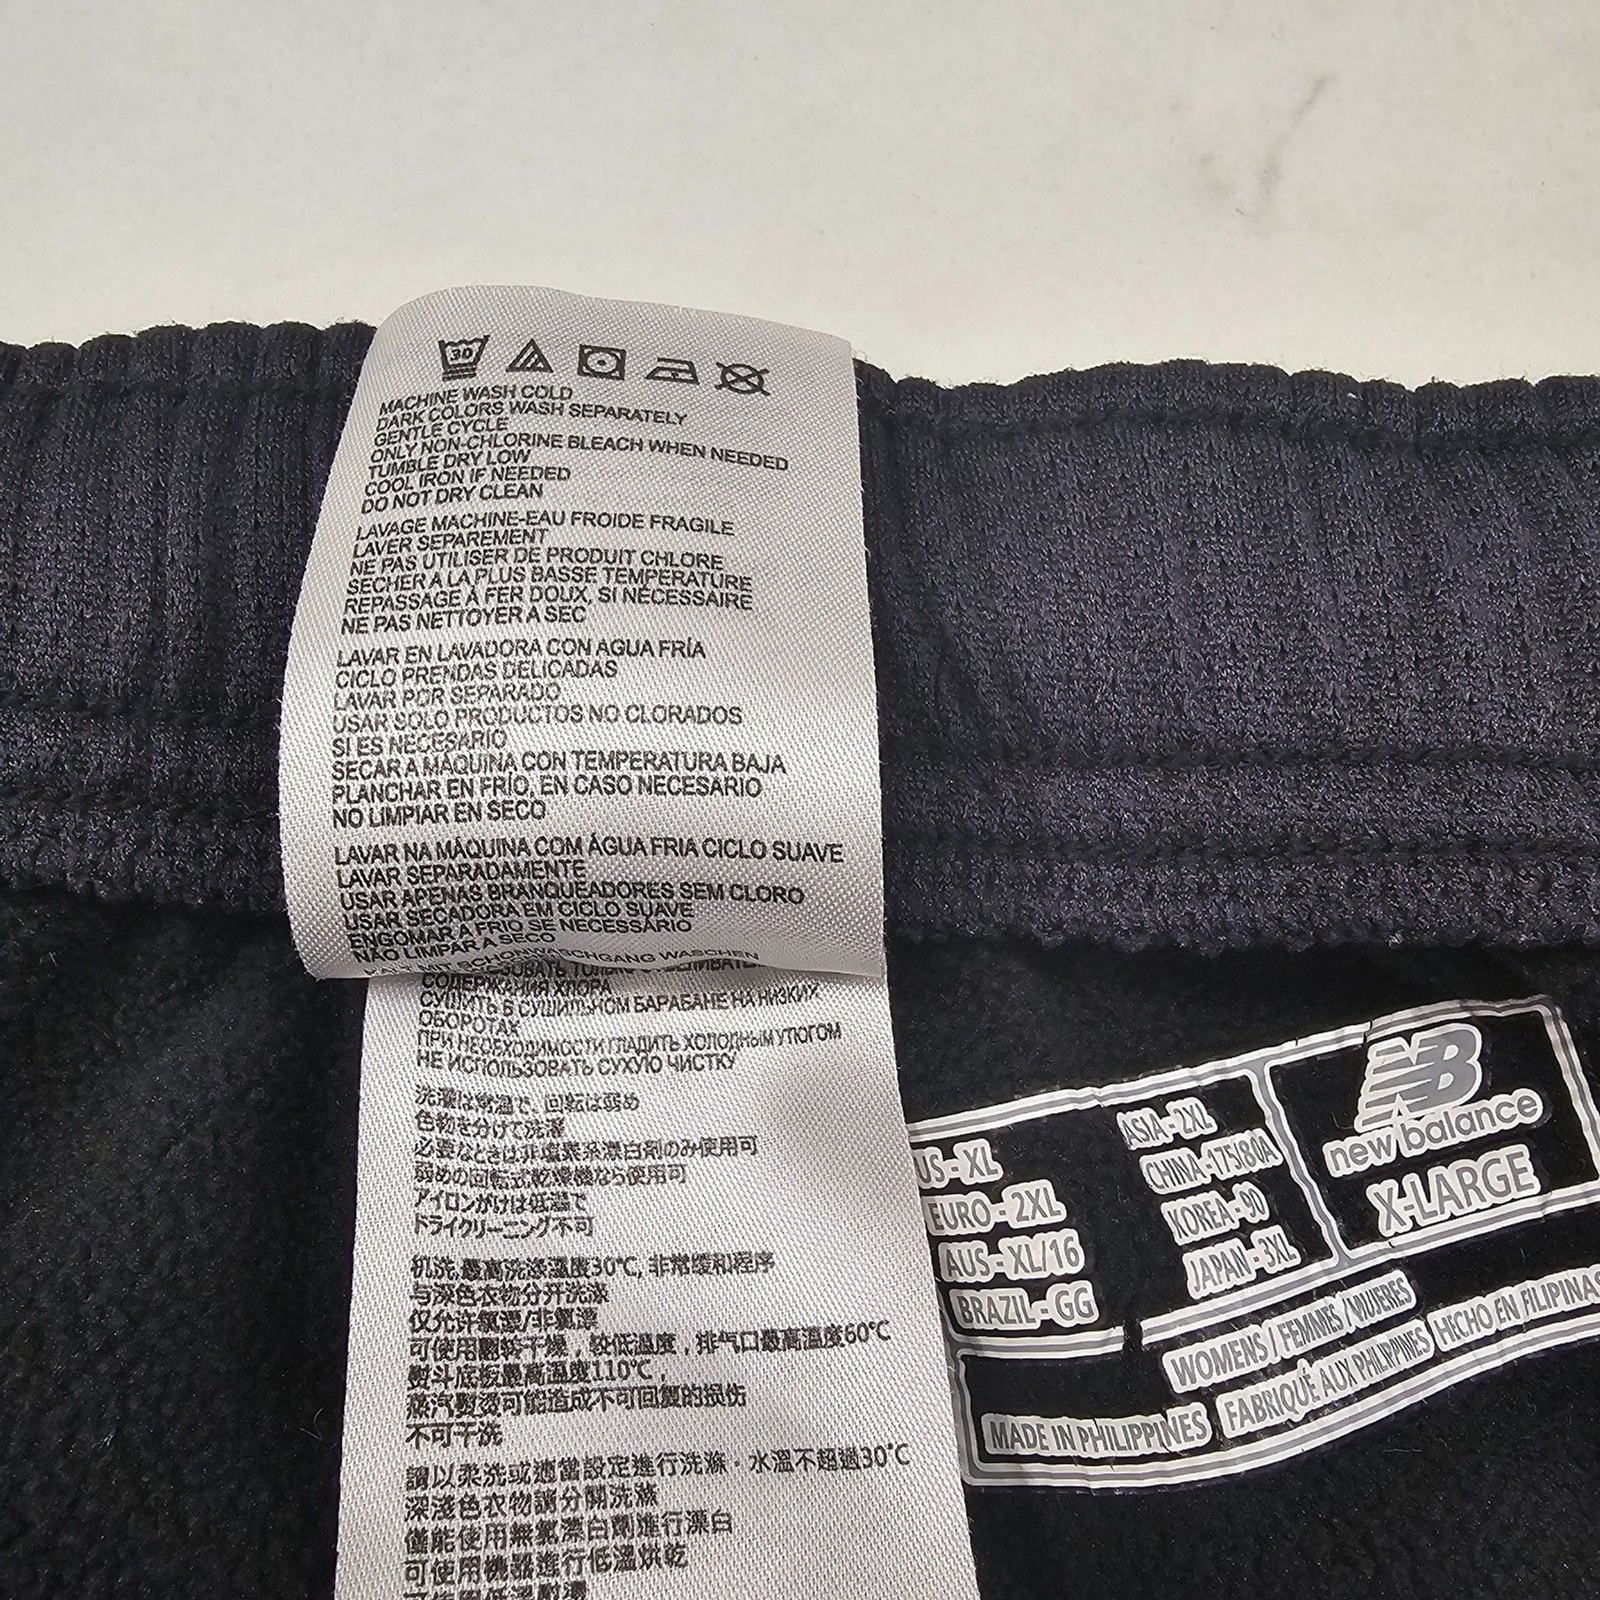 30
MACHINE WASH COLD
DARK COLORS WASH SEPARATELY
GENTLE CYCLE
ONLY NON-CHLORINE BLEACH WHEN NEEDED
TUMBLE DRY LOW
COOL IRON IF NEEDED
DO NOT DRY CLEAN
LAVAGE MACHINE-EAU FROIDE FRAGILE
LAVER SEPAREMENT
NE PAS UTILISER DE PRODUIT CHLORE
SECHER A LA PLUS BASSE TEMPERATURE
REPASSAGE À FER DOUX, SI NÉCESSAIRE
NE PAS NETTOYER A SEC
LAVAR EN LAVADORA CON AGUA FRÍA
CICLO PRENDAS DELICADAS
LAVAR POR SEPARADO
USAR SOLO PRODUCTOS NO CLORADOS
SI ES NECESARIO
SECAR A MÁQUINA CON TEMPERATURA BAJA
PLANCHAR EN FRÍO, EN CASO NECESARIO
NO LIMPIAR EN SECO
LAVAR NA MÁQUINA COM ÁGUA FRIA CICLO SUAVE
LAVAR SEPARADAMENTE
USAR APENAS BRANQUEADORES SEM CLORO
USAR SECADORA EM CICLO SUAVE
ENGOMAR A FRIO SE NECESSÁRIO
NÃO LIMPAR A SECO
WASCHEN
СОДЕРЖАНИЯ ХЛОРА
СУШИТЬ В СУШИЛЬНОМ БАРАБАНЕ НА НИЗКИХ
ОБОРОТАХ
ПРИ НЕОБХОДИМОСТИ ГЛАДИТЬ ХОЛОДНЫМ УТЮГОМ
НЕ ИСПОЛЬЗОВАТЬ СУХУЮ ЧИСТКУ
洗濯は常温で、回転は弱め
色物を分けて洗濯
必要なときは非塩素系漂白剤のみ使用可
弱めの回転式乾燥機なら使用可
アイロンがけは低温で
ドライクリーニング不可
机洗,最高洗涤温度30℃, 非常缓和程序
与深色衣物分开洗涤
仅允许氧漂/非氯漂
可使用翻转干燥，较低温度，排气口最高温度60℃
熨斗底板最高温度110℃，
蒸汽熨烫可能造成不可回复的损伤
不可干洗
請以柔洗或適當設定進行洗滌，水溫不超過30℃
深淺色衣物請分開洗滌
僅能使用無氯漂白劑進行漂白
可使用機器進行低溫烘乾
US - XL
EURO - 2XL
AUS - XL/16
BRAZIL - GG
ASIA - 2XL
CHINA -175/80A
KOREA - 90
JAPAN - 3XL
NB
new balance
X-LARGE
WOMENS / FEMMES / MUJERES
MADE IN PHILIPPINES
FABRIQUÉ AUX PHILIPPINES
HECHO EN FILIPINAS